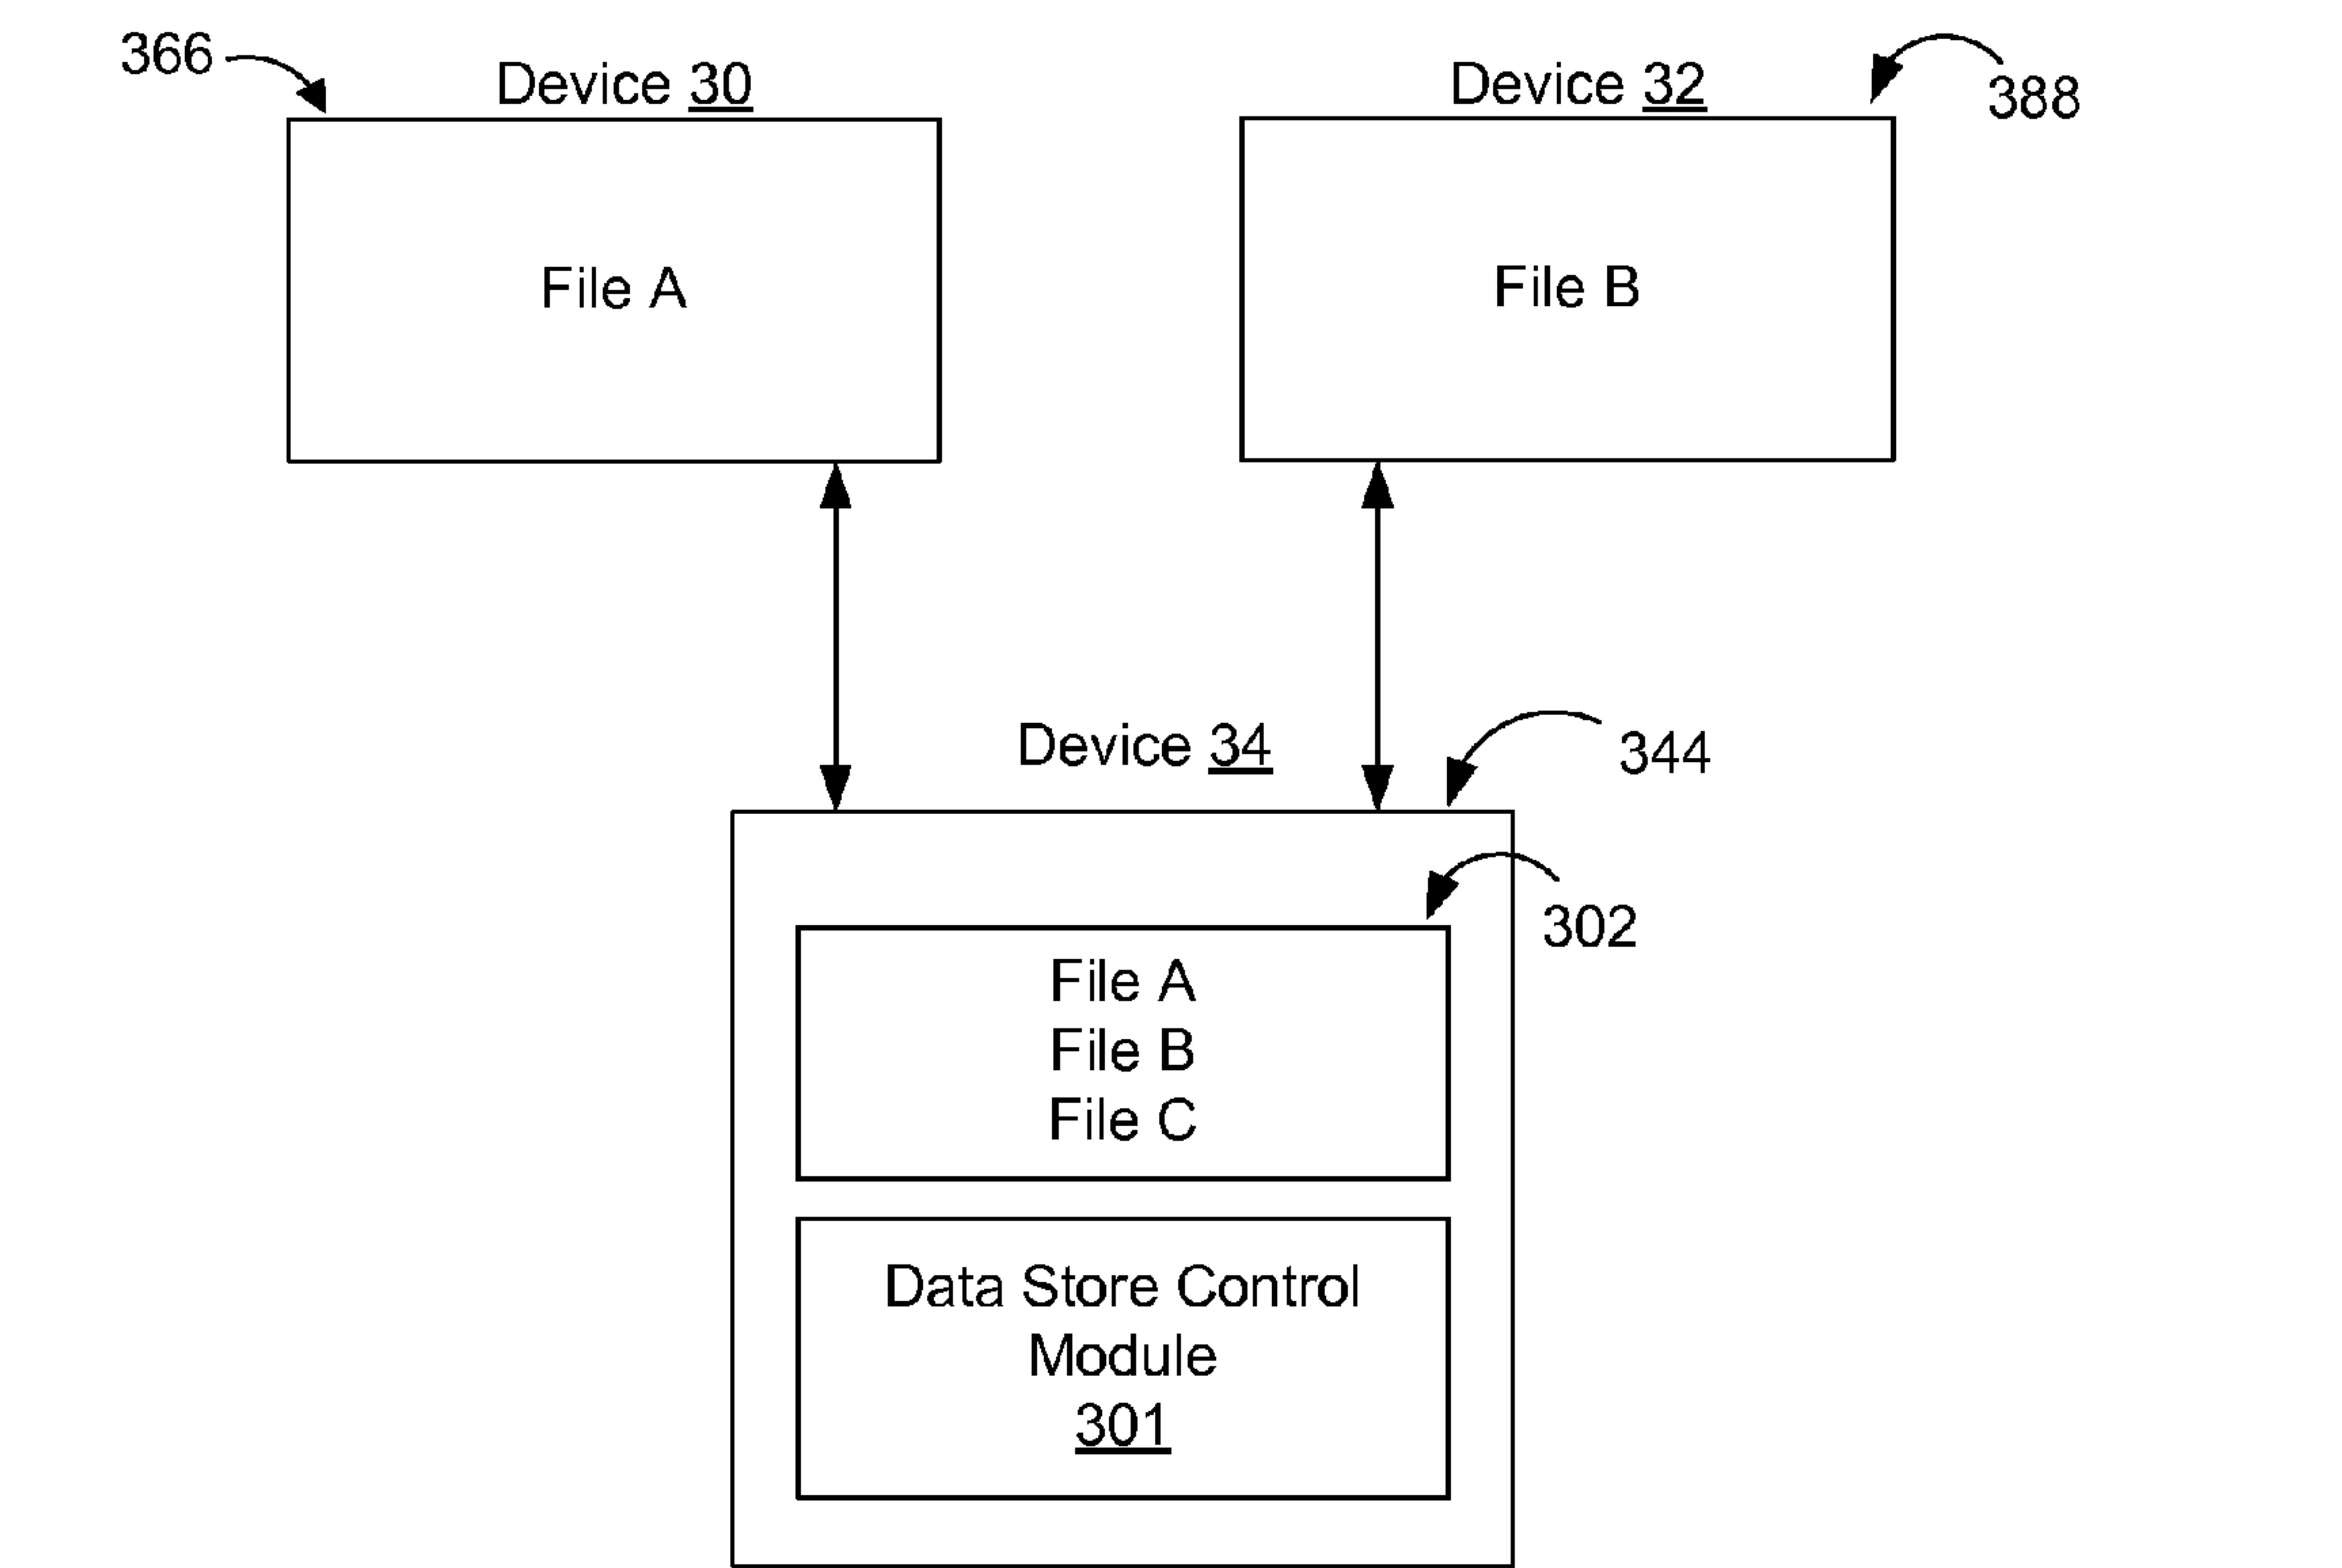 366
Device 30
Device 32
388
File A
File B
Device 34
344
302
File A
File B
File C
Data Store Control
Module
301